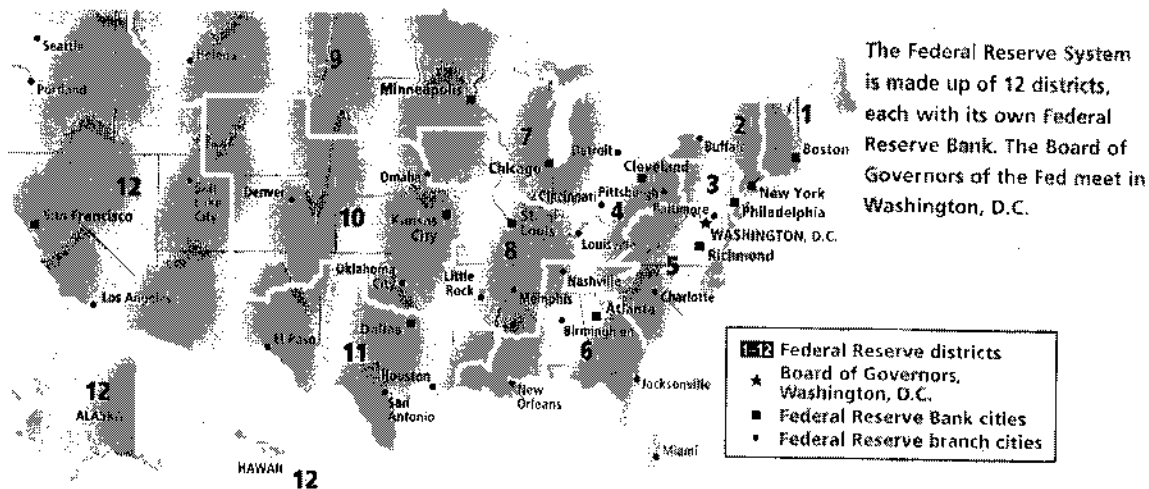 The Federal Reserve System
is made up of 12 districts,
each with its own Federal
Reserve Bank. The Board of
Governors of the Fed meet in
Washington, D.C.
Seattle
Portland
Helena
9
Minneapolis
7
Detroit
Chicago
Cleveland
2
1
Buffalo
Boston
12
Salt
Lake
City
Denver
Omaha
Cincinnati
Pittsburgh
3
New York
Philadelphia
Baltimore
WASHINGTON, D.C.
San Francisco
10
Kansas
City
St.
Louis
4
Louisville
Richmond
8
5
Los Angeles
Oklahoma
City
Little
Rock
Nashville
Memphis
Charlotte
Atlanta
Birmingham
El Paso
Dallas
11
6
Houston
San
Antonio
New
Orleans
Jacksonville
Miami
12
ALASKA
HAWAII
12
1-12 Federal Reserve districts
Board of Governors,
Washington, D.C.
Federal Reserve Bank cities
Federal Reserve branch cities